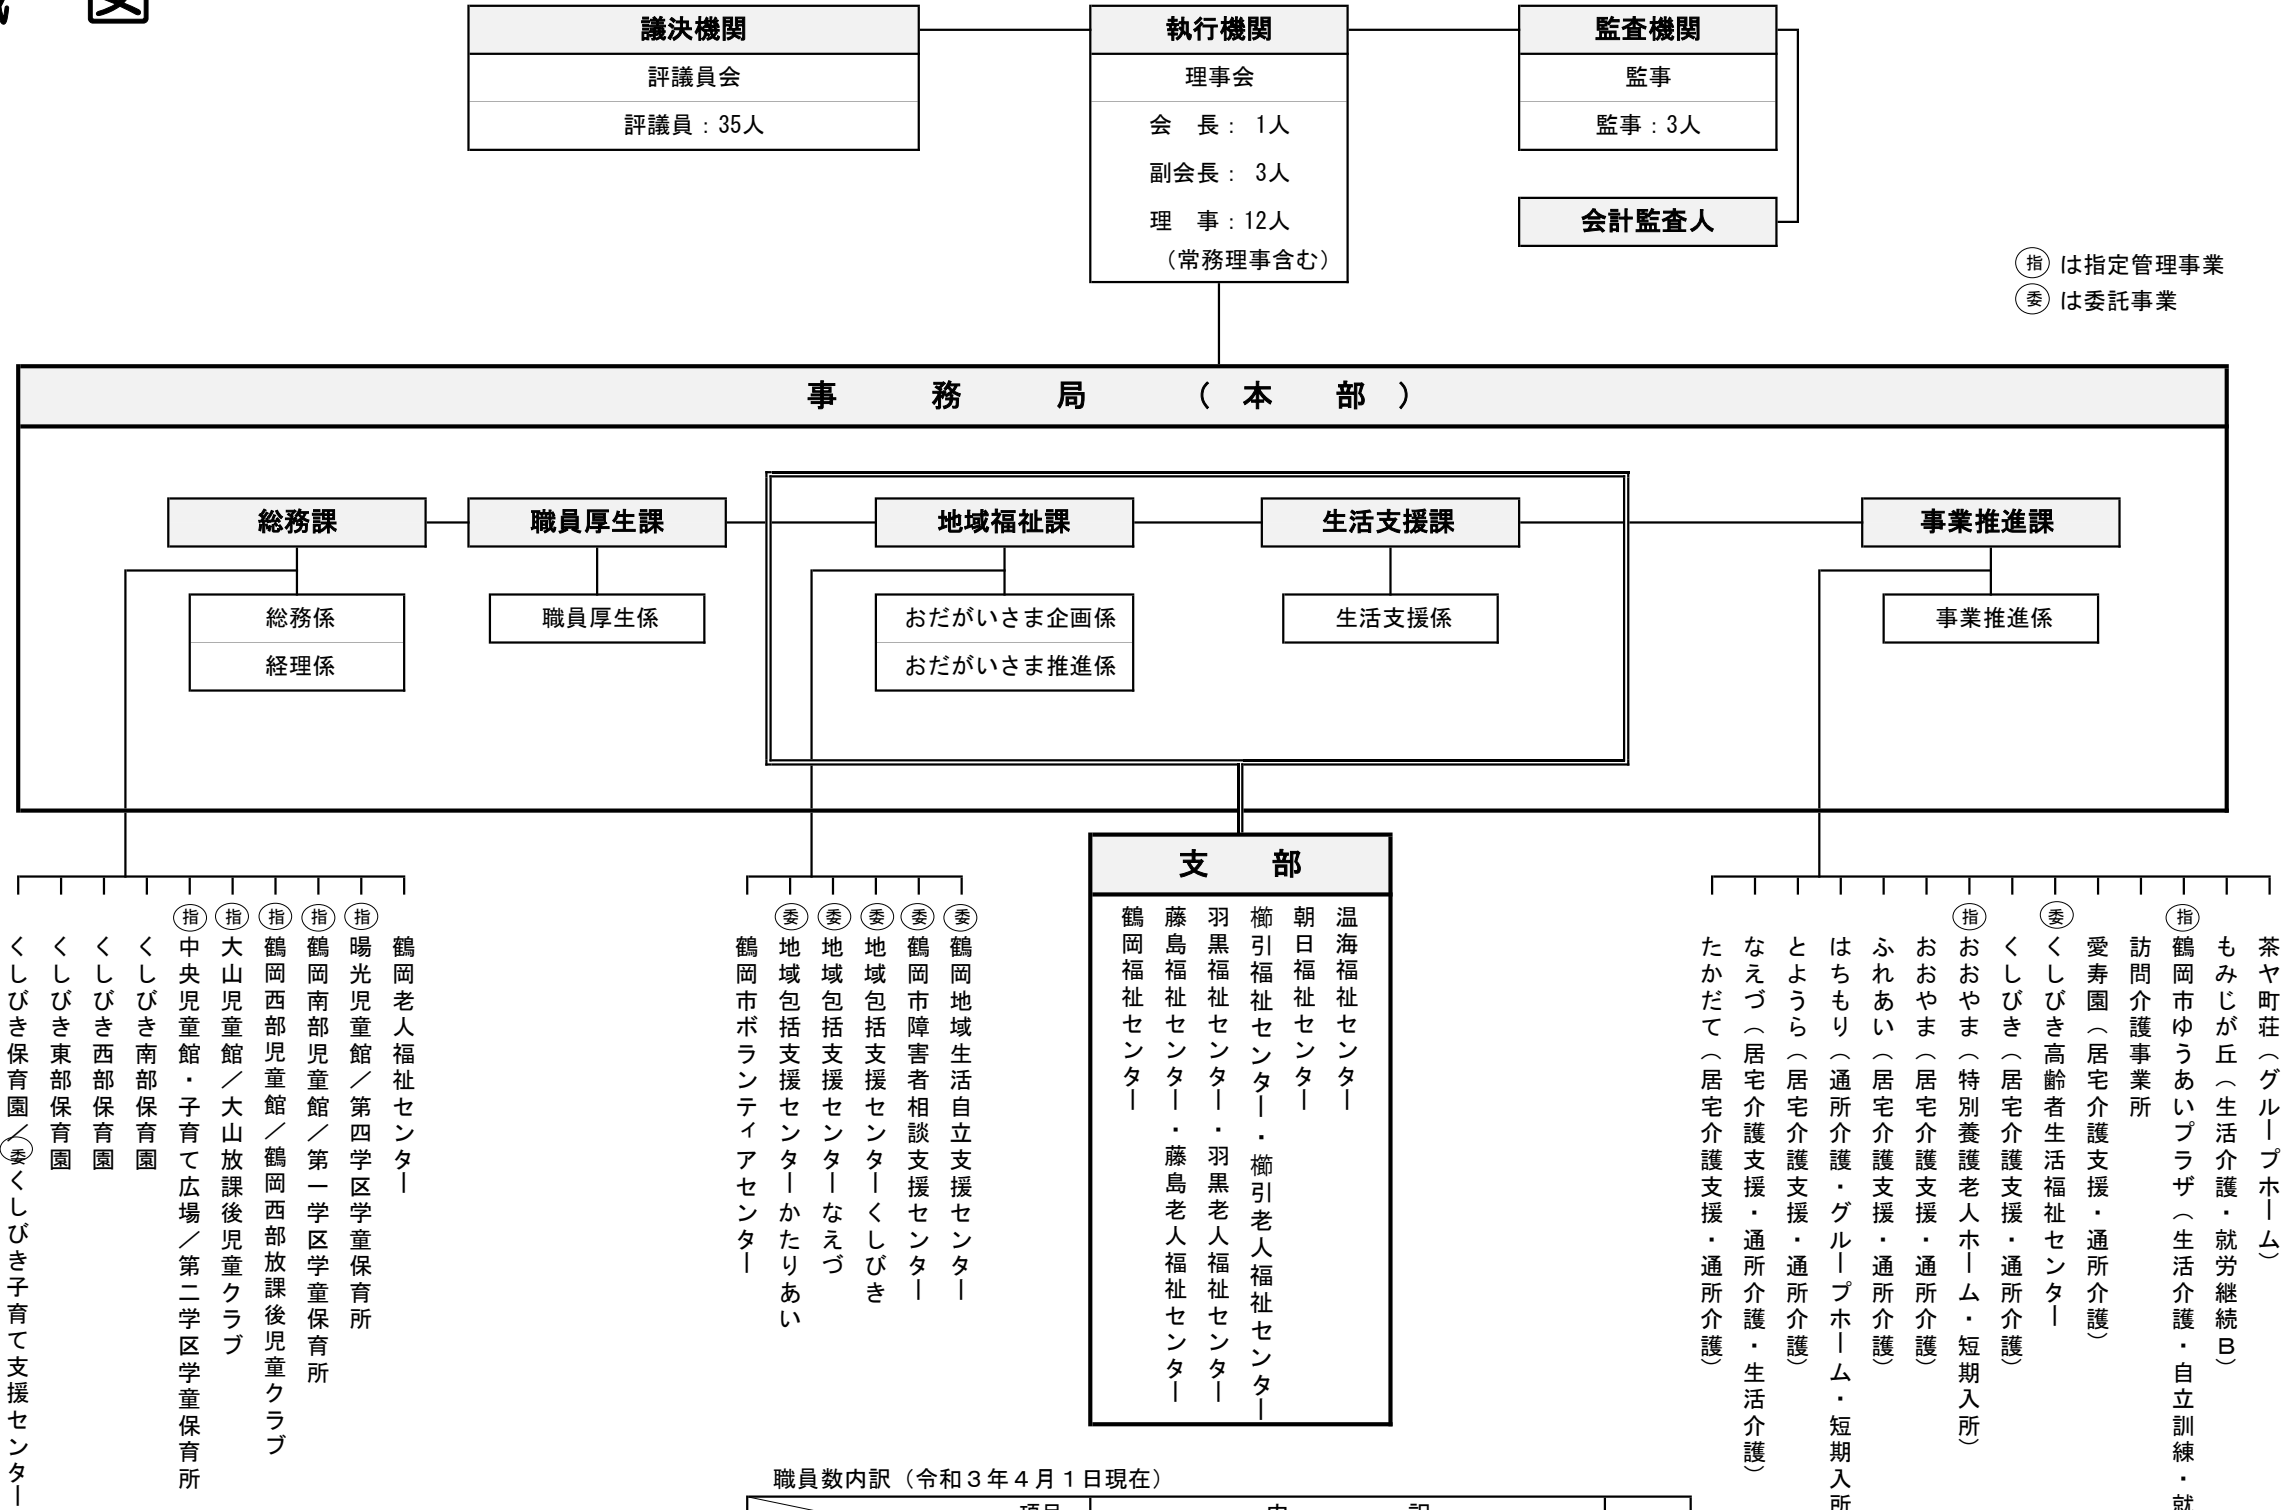 図
議決機関
評議員会
評議員：35人
執行機関
理事会
会　長： 1人
副会長： 3人
理　事：12人
（常務理事含む）
監査機関
監事
監事：3人
会計監査人
指 は指定管理事業
委 は委託事業
事務局（本部）
総務課
総務係
経理係
職員厚生課
職員厚生係
地域福祉課
おだがいさま企画係
おだがいさま推進係
生活支援課
生活支援係
事業推進課
事業推進係
くしびき保育園／委くしびき子育て支援センター
くしびき東部保育園
くしびき西部保育園
くしびき南部保育園
指 中央児童館・子育て広場／第二学区学童保育所
指 大山児童館／大山放課後児童クラブ
指 鶴岡西部児童館／鶴岡西部放課後児童クラブ
指 鶴岡南部児童館／第一学区学童保育所
指 暘光児童館／第四学区学童保育所
鶴岡老人福祉センター
鶴岡市ボランティアセンター
委 地域包括支援センターかたりあい
委 地域包括支援センターなえづ
委 地域包括支援センターくしびき
委 鶴岡市障害者相談支援センター
委 鶴岡地域生活自立支援センター
支部
鶴岡福祉センター
藤島福祉センター・藤島老人福祉センター
羽黒福祉センター・羽黒老人福祉センター
櫛引福祉センター・櫛引老人福祉センター
朝日福祉センター
温海福祉センター
たかだて（居宅介護支援・通所介護）
なえづ（居宅介護支援・通所介護・生活介護）
とようら（居宅介護支援・通所介護）
はちもり（通所介護・グループホーム・短期入所
ふれあい（居宅介護支援・通所介護）
おおやま（居宅介護支援・通所介護）
指 おおやま（特別養護老人ホーム・短期入所）
くしびき（居宅介護支援・通所介護）
委 くしびき高齢者生活福祉センター
愛寿園（居宅介護支援・通所介護）
訪問介護事業所
指 鶴岡市ゆうあいプラザ（生活介護・自立訓練・就
もみじが丘（生活介護・就労継続Ｂ）
茶ヤ町荘（グループホーム）
職員数内訳（令和３年４月１日現在）